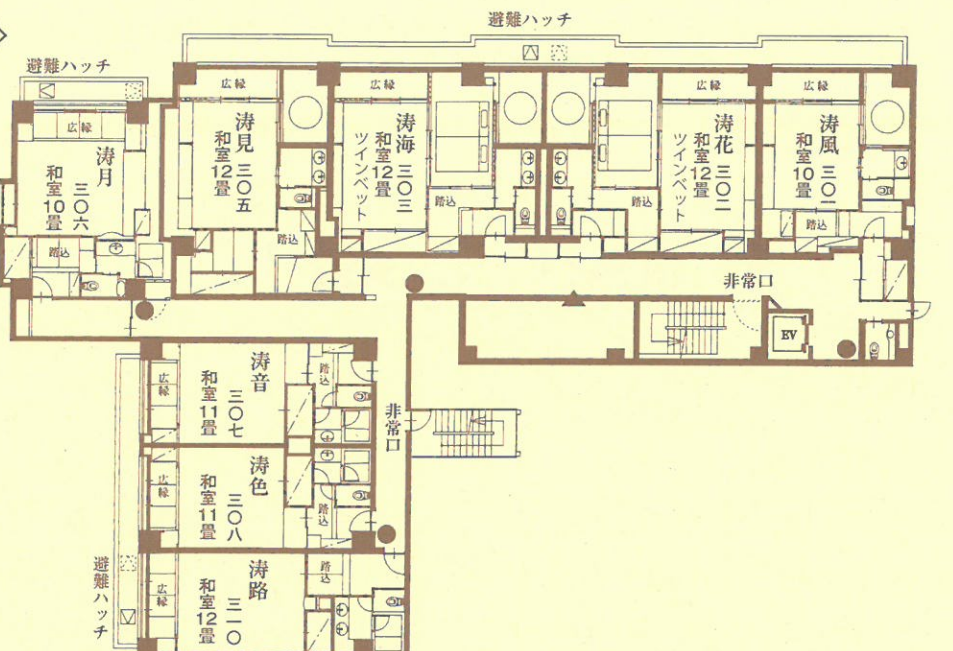 避難ハッチ
避難ハッチ
広縁
涛月
三〇六
和室10畳
踏込
広縁
涛見
三〇五
和室12畳
踏込
広縁
涛海
三〇三
和室12畳
ツインベット
踏込
広縁
涛花
三〇二
和室12畳
ツインベット
踏込
広縁
涛風
三〇一
和室10畳
踏込
非常口
EV
広縁
涛音
三〇七
和室11畳
踏込
非常口
広縁
涛色
三〇八
和室11畳
踏込
避難ハッチ
広縁
涛路
三一〇
和室12畳
踏込